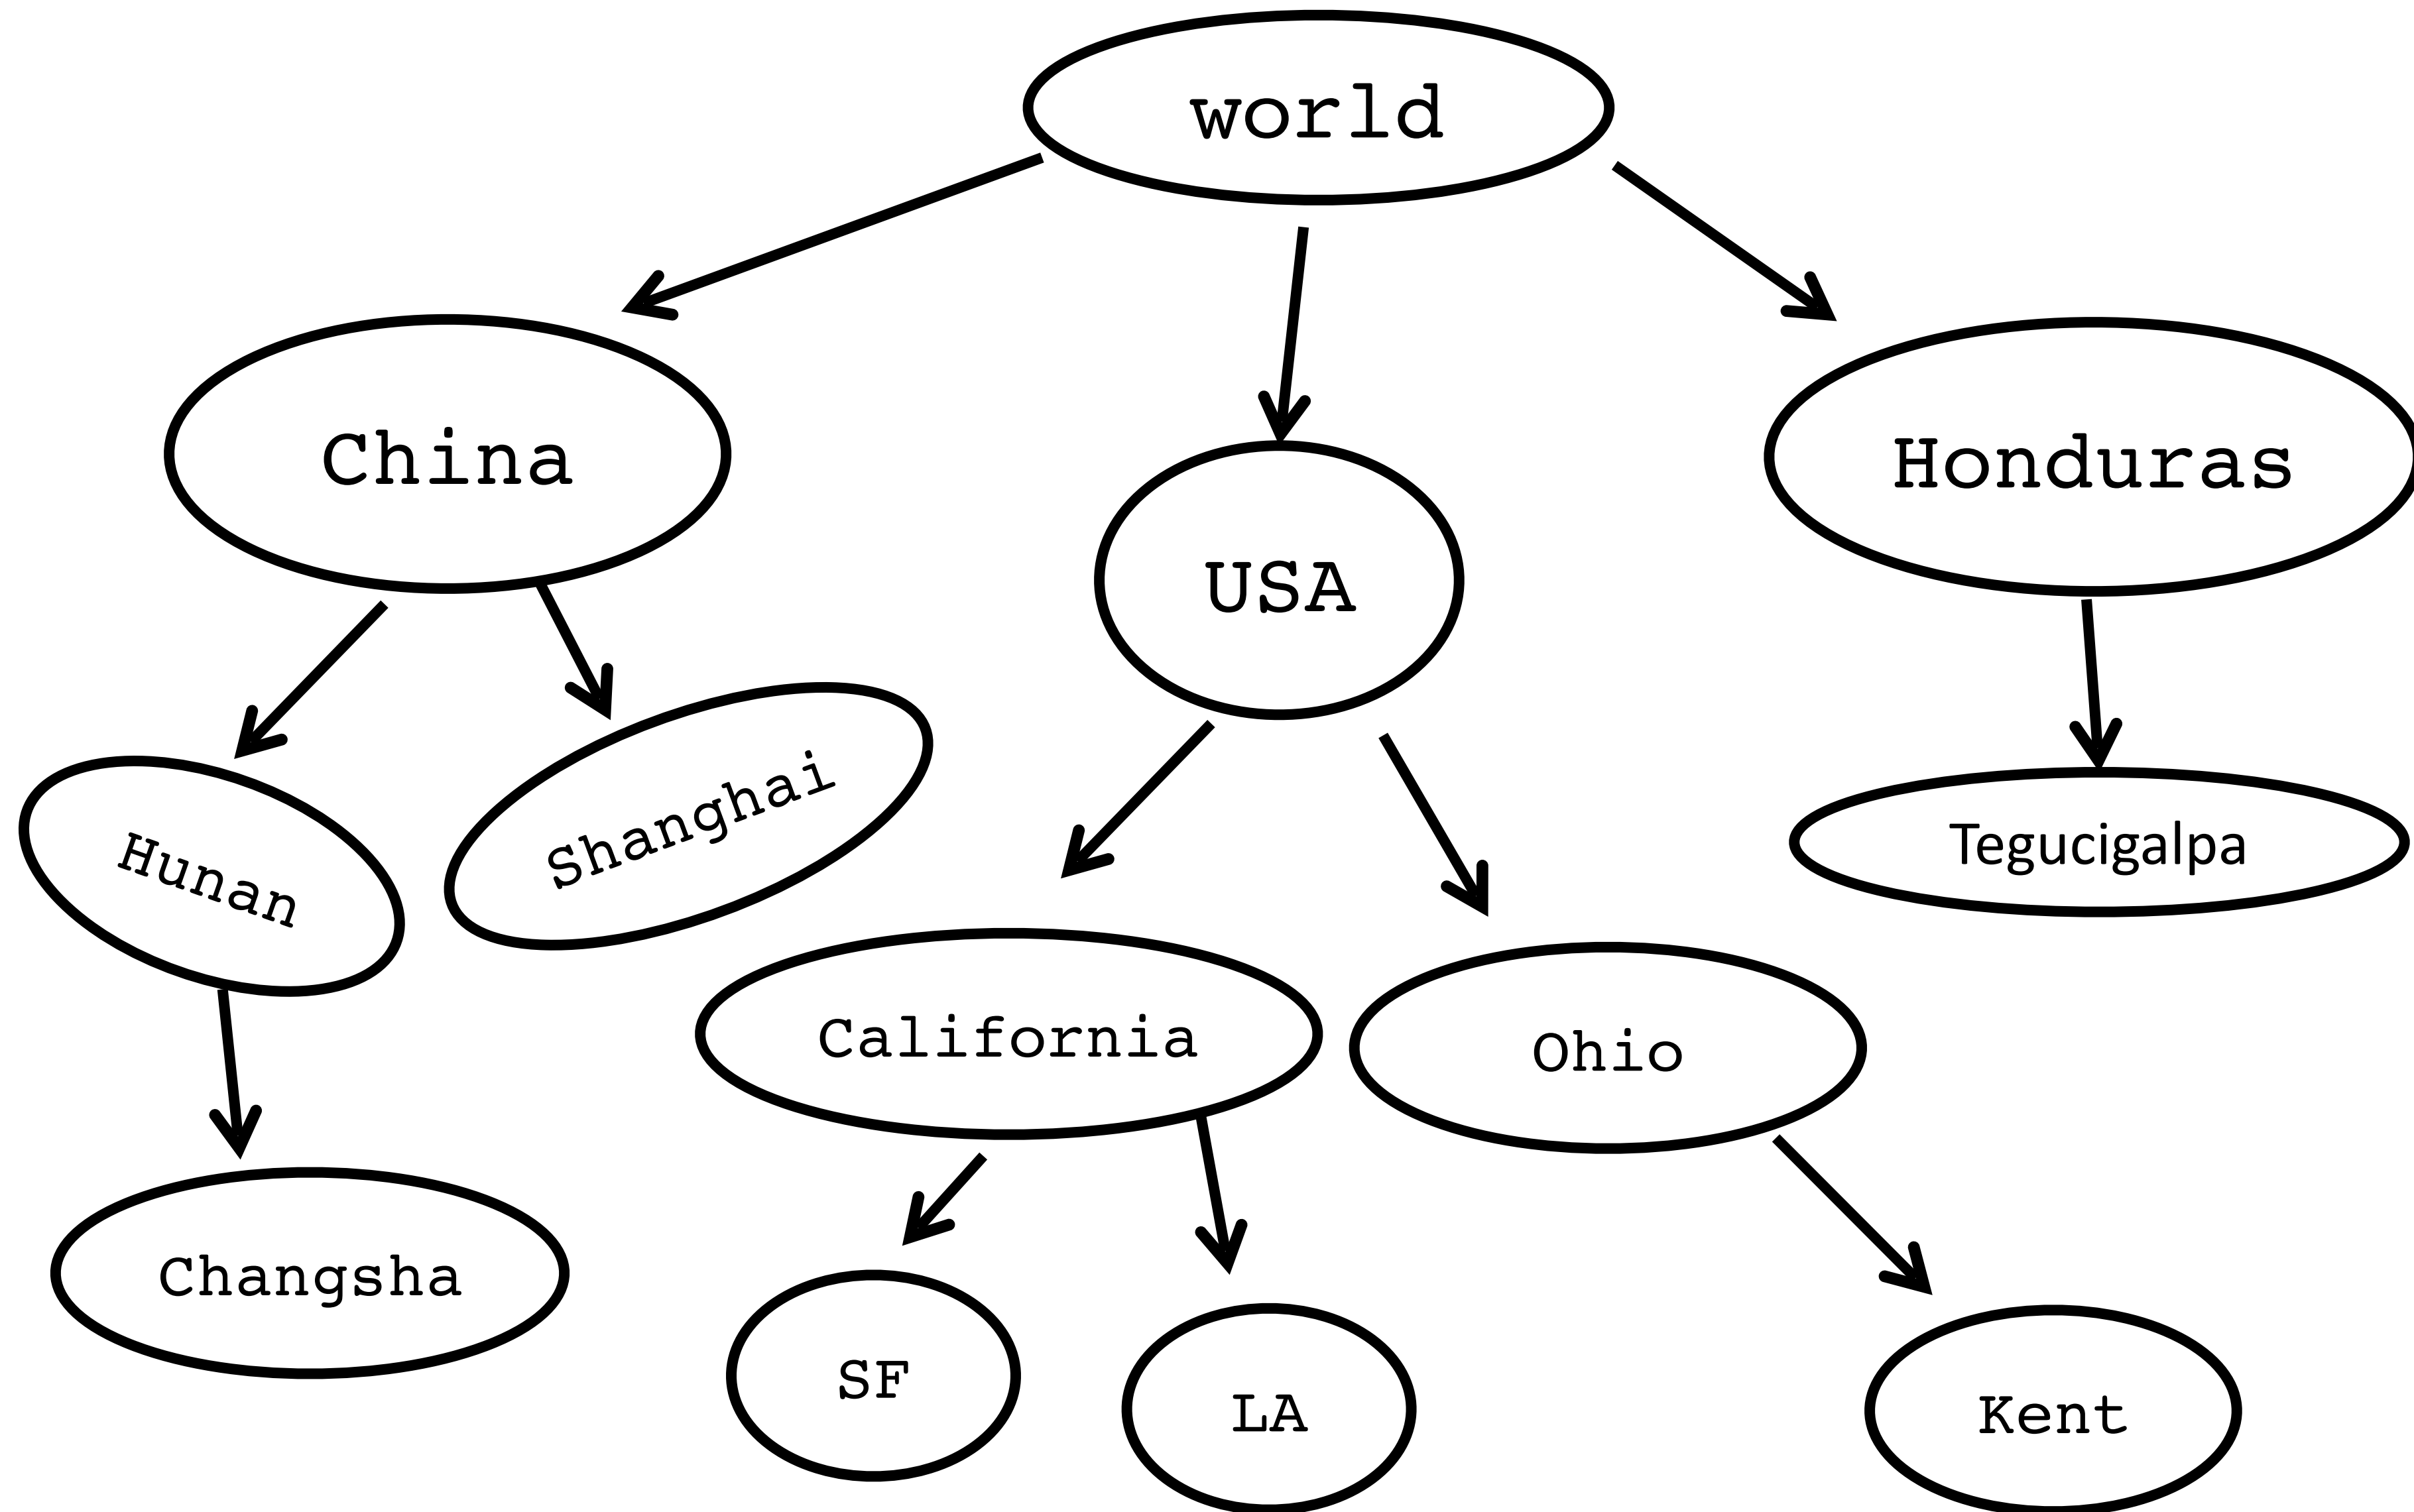 world
China
USA
Honduras
Hunan
Shanghai
Tegucigalpa
California
Ohio
Changsha
SF
LA
Kent